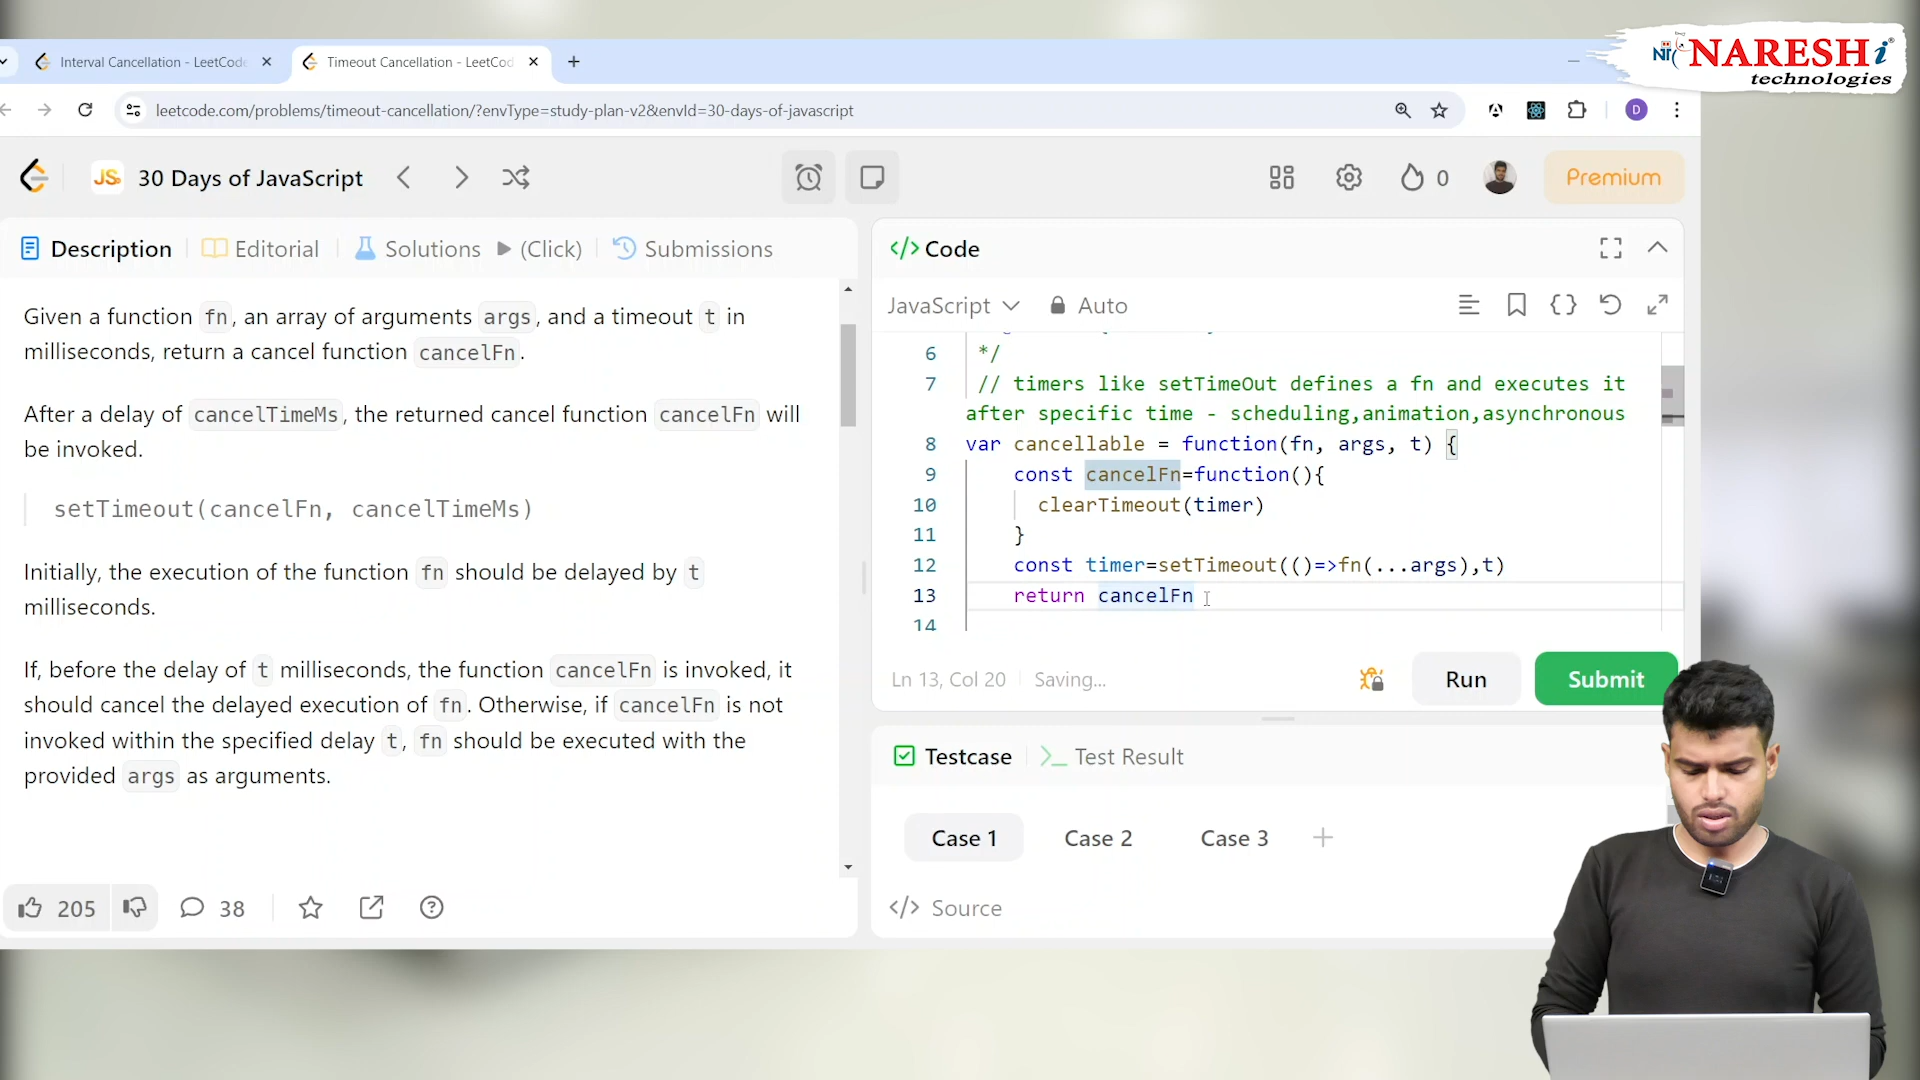 NARESH i
technologies
Interval Cancellation - LeetCode
Timeout Cancellation - LeetCod
leetcode.com/problems/timeout-cancellation/?envType=study-plan-v2&envId=30-days-of-javascript
D
JS
30 Days of JavaScript
0
Premium
Description
Editorial
Solutions
(Click)
Submissions
Given a function fn, an array of arguments args, and a timeout t in
milliseconds, return a cancel function cancelFn.
After a delay of cancelTimeMs, the returned cancel function cancelFn will
be invoked.
setTimeout(cancelFn, cancelTimeMs)
Initially, the execution of the function fn should be delayed by t
milliseconds.
If, before the delay of t milliseconds, the function cancelFn is invoked, it
should cancel the delayed execution of fn. Otherwise, if cancelFn is not
invoked within the specified delay t, fn should be executed with the
provided args as arguments.
205
38
</> Code
JavaScript
Auto
6 */
7 // timers like setTimeOut defines a fn and executes it
after specific time - scheduling,animation,asynchronous
8 var cancellable = function(fn, args, t) {
9 const cancelFn=function(){
10 clearTimeout(timer)
11 }
12 const timer=setTimeout(()=>fn(...args),t)
13 return cancelFn
14
Ln 13, Col 20
Saving...
Run
Submit
Testcase
Test Result
Case 1
Case 2
Case 3
</> Source